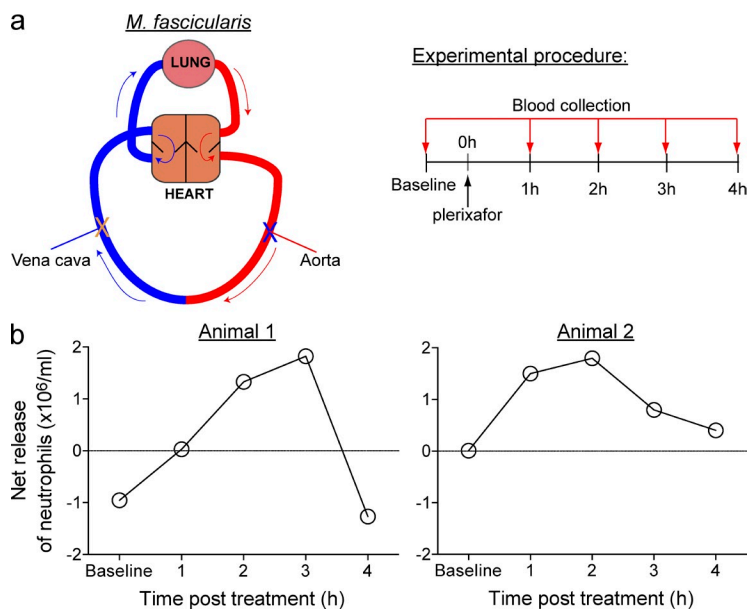 a
M. fascicularis
LUNG
HEART
Vena cava
Aorta
Experimental procedure:
Blood collection
0h
Baseline
1h
2h
3h
4h
plerixafor
b
Animal 1
Animal 2
Net release
of neutrophils (x10⁶/ml)
2
1
0
-1
-2
Baseline
1
2
3
4
Time post treatment (h)
2
1
0
-1
-2
Baseline
1
2
3
4
Time post treatment (h)